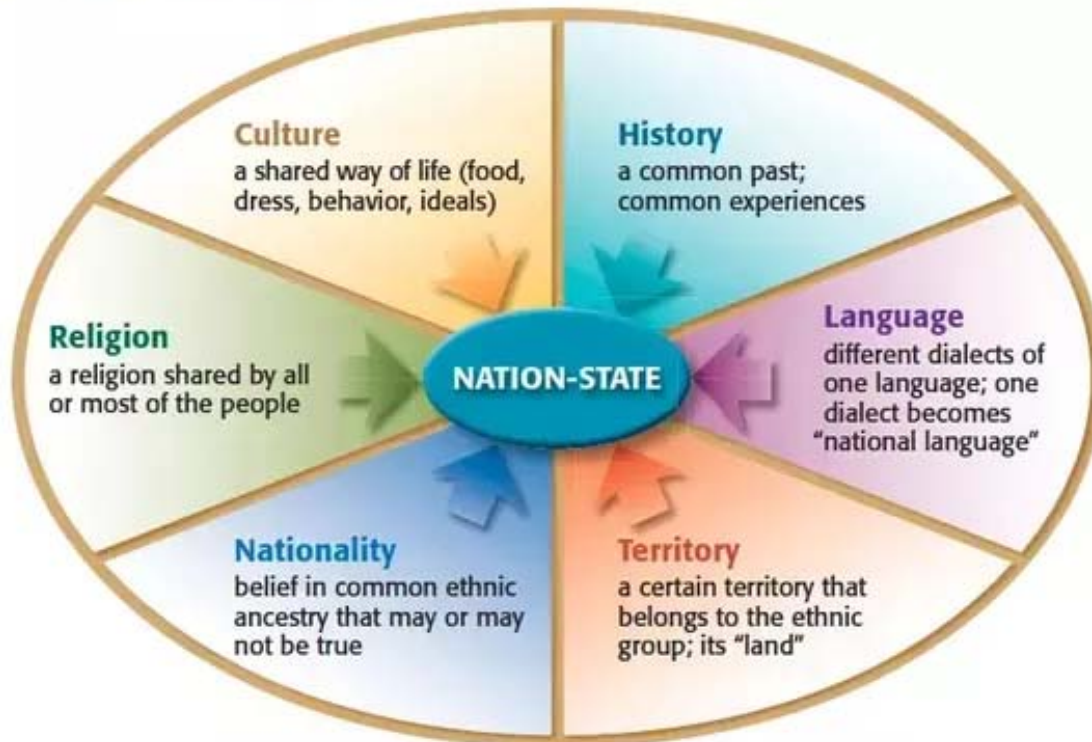 Culture
a shared way of life (food,
dress, behavior, ideals)
History
a common past;
common experiences
Religion
a religion shared by all
or most of the people
NATION-STATE
Language
different dialects of
one language; one
dialect becomes
“national language”
Nationality
belief in common ethnic
ancestry that may or may
not be true
Territory
a certain territory that
belongs to the ethnic
group; its “land”